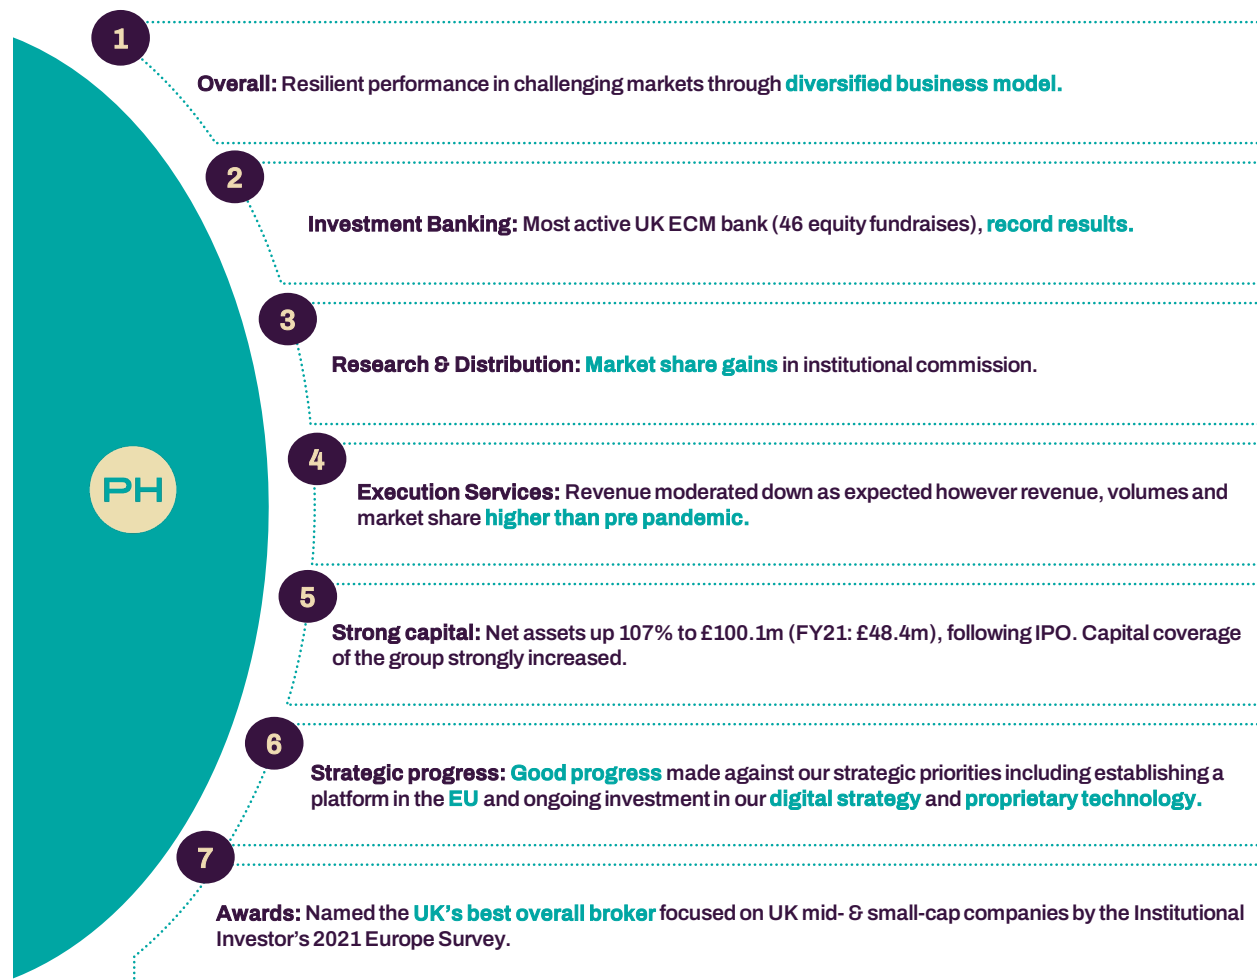 1
Overall: Resilient performance in challenging markets through diversified business model.
2
Investment Banking: Most active UK ECM bank (46 equity fundraises), record results.
3
Research & Distribution: Market share gains in institutional commission.
PH
4
Execution Services: Revenue moderated down as expected however revenue, volumes and
market share higher than pre pandemic.
5
Strong capital: Net assets up 107% to £100.1m (FY21: £48.4m), following IPO. Capital coverage
of the group strongly increased.
6
Strategic progress: Good progress made against our strategic priorities including establishing a
platform in the EU and ongoing investment in our digital strategy and proprietary technology.
7
Awards: Named the UK’s best overall broker focused on UK mid- & small-cap companies by the Institutional
Investor’s 2021 Europe Survey.